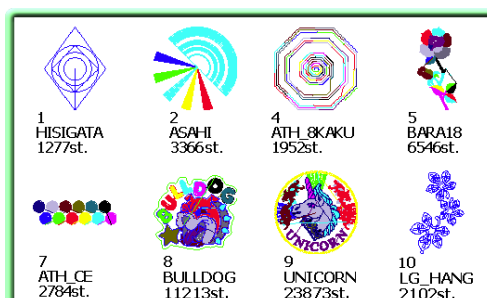 1
HISIGATA
1277st.
2
ASAHI
3366st.
4
ATH_8KAKU
1952st.
5
BARA18
6546st.
BULLDOG
UNICORN
7
ATH_CE
2784st.
8
BULLDOG
11213st.
9
UNICORN
23873st.
10
LG_HANG
2102st.